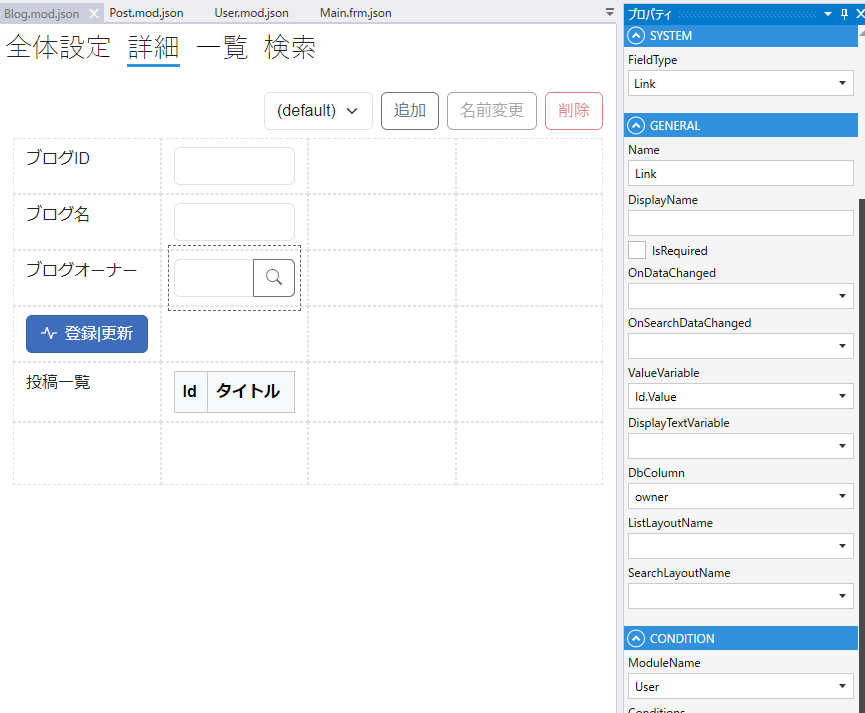 Blog.mod.json
Post.mod.json
User.mod.json
Main.frm.json
全体設定 詳細 一覧 検索
(default)
追加
名前変更
削除
ブログID
ブログ名
ブログオーナー
登録|更新
投稿一覧
Id タイトル
プロパティ
SYSTEM
FieldType
Link
GENERAL
Name
Link
DisplayName
IsRequired
OnDataChanged
OnSearchDataChanged
ValueVariable
Id.Value
DisplayTextVariable
DbColumn
owner
ListLayoutName
SearchLayoutName
CONDITION
ModuleName
User
Conditions